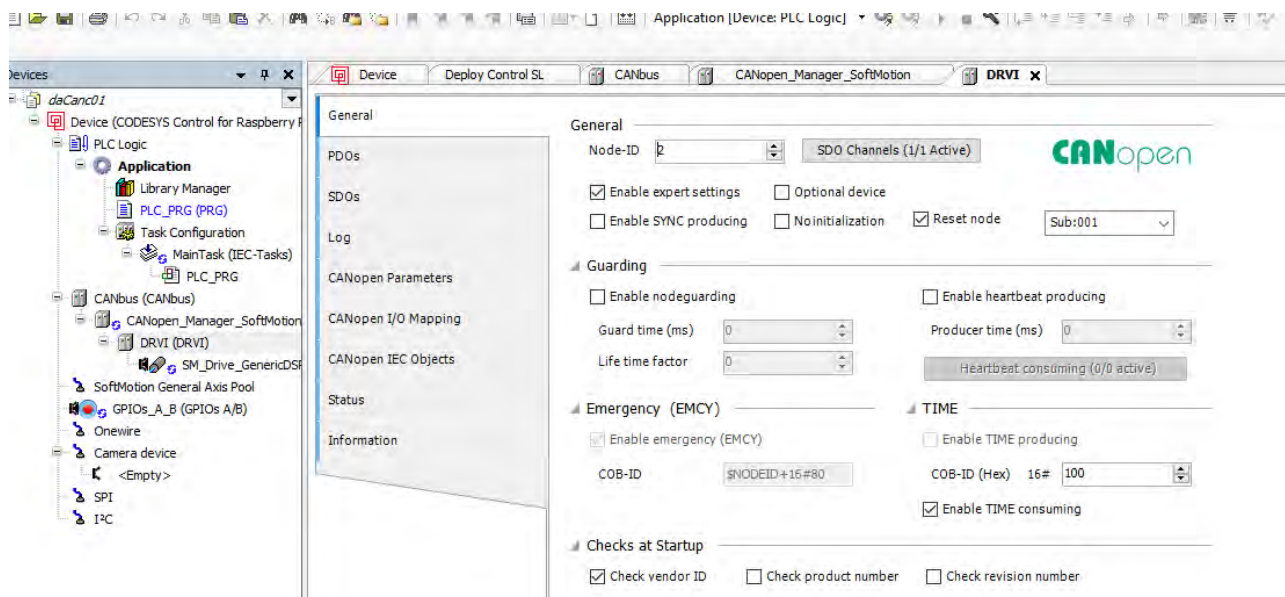 Application [Device: PLC Logic]
Devices
Device
Deploy Control SL
CANbus
CANopen_Manager_SoftMotion
DRVI
daCanc01
Device (CODESYS Control for Raspberry
PLC Logic
Application
Library Manager
PLC_PRG (PRG)
Task Configuration
MainTask (IEC-Tasks)
PLC_PRG
CANbus (CANbus)
CANopen_Manager_SoftMotion
DRVI (DRVI)
SM_Drive_GenericDS
SoftMotion General Axis Pool
GPIOs_A_B (GPIOs A/B)
Onewire
Camera device
<Empty>
SPI
I²C
General
PDOs
SDOs
Log
CANopen Parameters
CANopen I/O Mapping
CANopen IEC Objects
Status
Information
General
Node-ID 2 SDO Channels (1/1 Active) CANopen
Enable expert settings Optional device
Enable SYNC producing No initialization Reset node Sub:001
Guarding
Enable nodeguarding Enable heartbeat producing
Guard time (ms) 0 Producer time (ms) 0
Life time factor 0 Heartbeat consuming (0/0 active)
Emergency (EMCY) TIME
Enable emergency (EMCY) Enable TIME producing
COB-ID $NODEID+16#80 COB-ID (Hex) 16# 100
Enable TIME consuming
Checks at Startup
Check vendor ID Check product number Check revision number